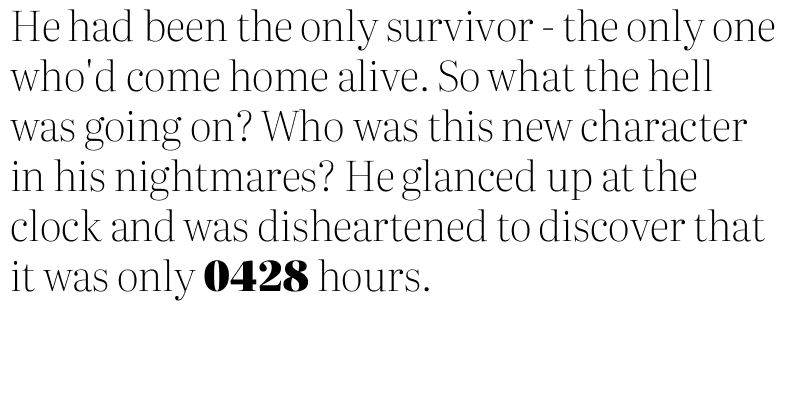 He had been the only survivor - the only one
who'd come home alive. So what the hell
was going on? Who was this new character
in his nightmares? He glanced up at the
clock and was disheartened to discover that
it was only 0428 hours.